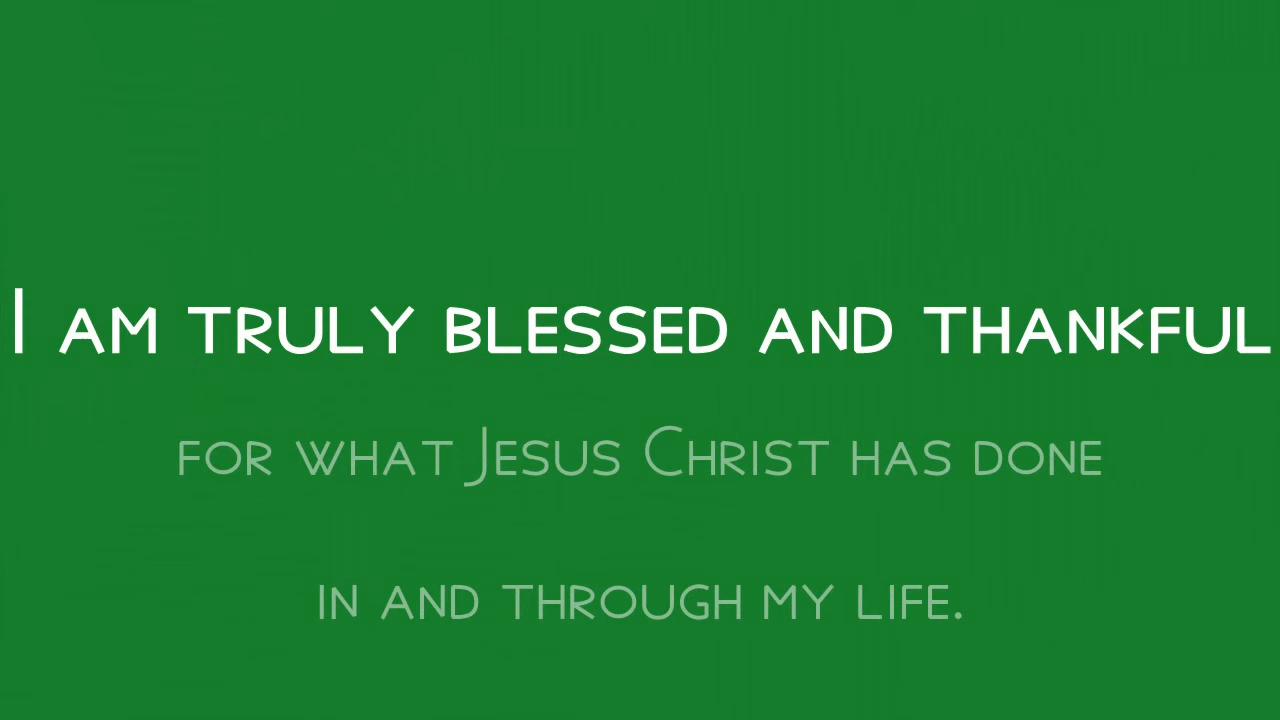 I am truly blessed and thankful
for what Jesus Christ has done
in and through my life.